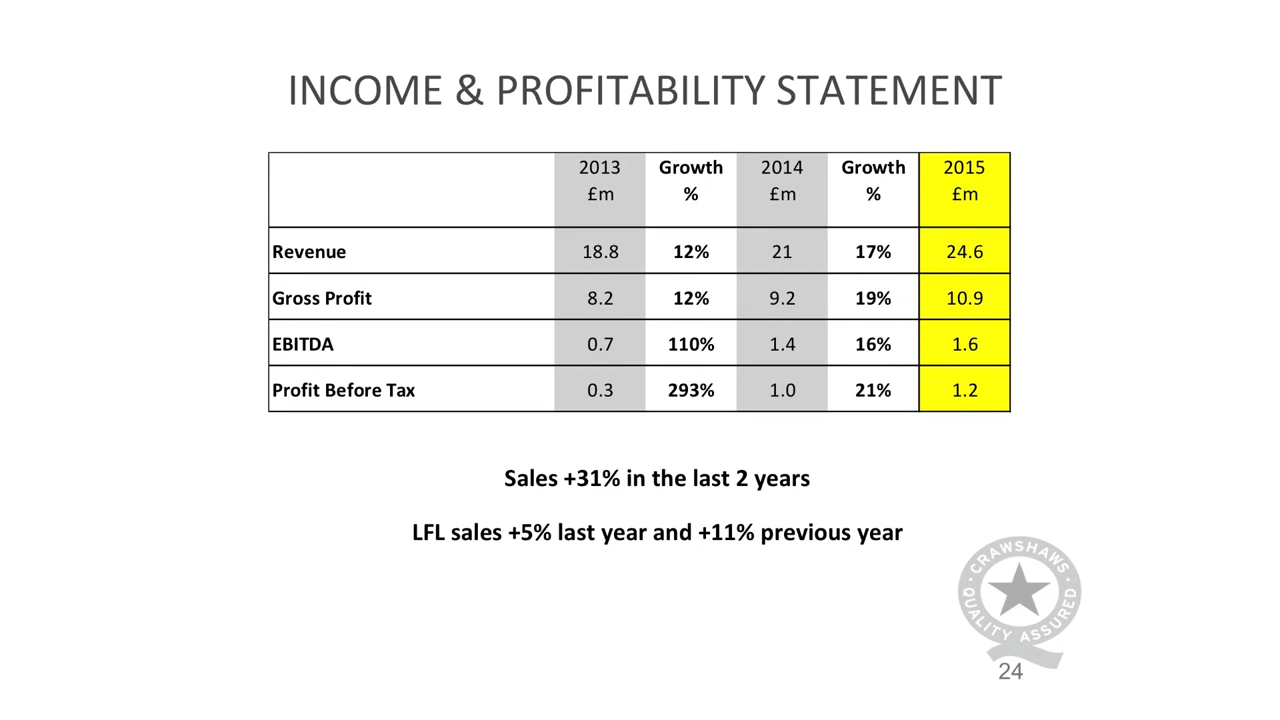 INCOME & PROFITABILITY STATEMENT
2013 Growth 2014 Growth 2015
£m % £m % £m
Revenue 18.8 12% 21 17% 24.6
Gross Profit 8.2 12% 9.2 19% 10.9
EBITDA 0.7 110% 1.4 16% 1.6
Profit Before Tax 0.3 293% 1.0 21% 1.2
Sales +31% in the last 2 years
LFL sales +5% last year and +11% previous year
· CRAWSHAWS ·
QUALITY ASSURED
24